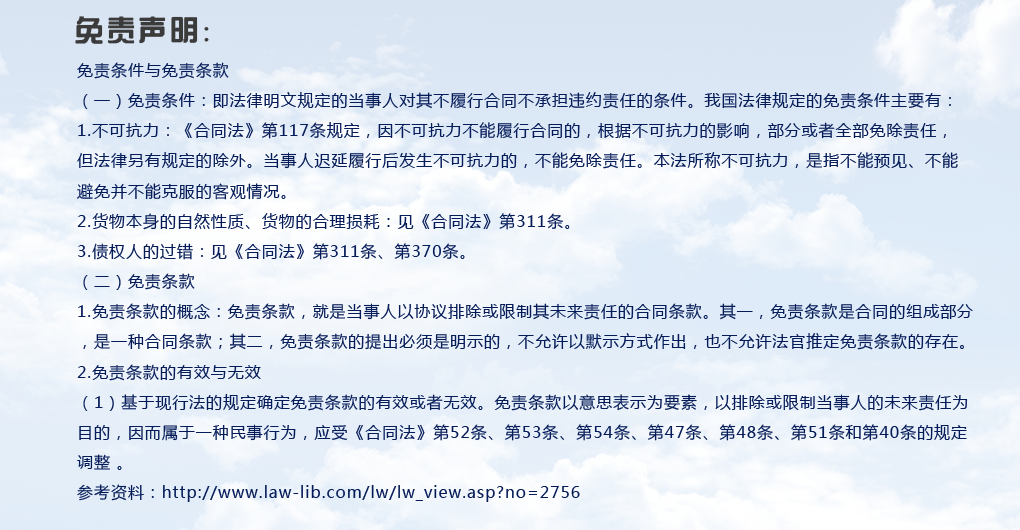 免责声明:
免责条件与免责条款
（一）免责条件：即法律明文规定的当事人对其不履行合同不承担违约责任的条件。我国法律规定的免责条件主要有：
1.不可抗力：《合同法》第117条规定，因不可抗力不能履行合同的，根据不可抗力的影响，部分或者全部免除责任，
但法律另有规定的除外。当事人迟延履行后发生不可抗力的，不能免除责任。本法所称不可抗力，是指不能预见、不能
避免并不能克服的客观情况。
2.货物本身的自然性质、货物的合理损耗：见《合同法》第311条。
3.债权人的过错：见《合同法》第311条、第370条。
（二）免责条款
1.免责条款的概念：免责条款，就是当事人以协议排除或限制其未来责任的合同条款。其一，免责条款是合同的组成部分
，是一种合同条款；其二，免责条款的提出必须是明示的，不允许以默示方式作出，也不允许法官推定免责条款的存在。
2.免责条款的有效与无效
（1）基于现行法的规定确定免责条款的有效或者无效。免责条款以意思表示为要素，以排除或限制当事人的未来责任为
目的，因而属于一种民事行为，应受《合同法》第52条、第53条、第54条、第47条、第48条、第51条和第40条的规定
调整 。
参考资料：http://www.law-lib.com/lw/lw_view.asp?no=2756